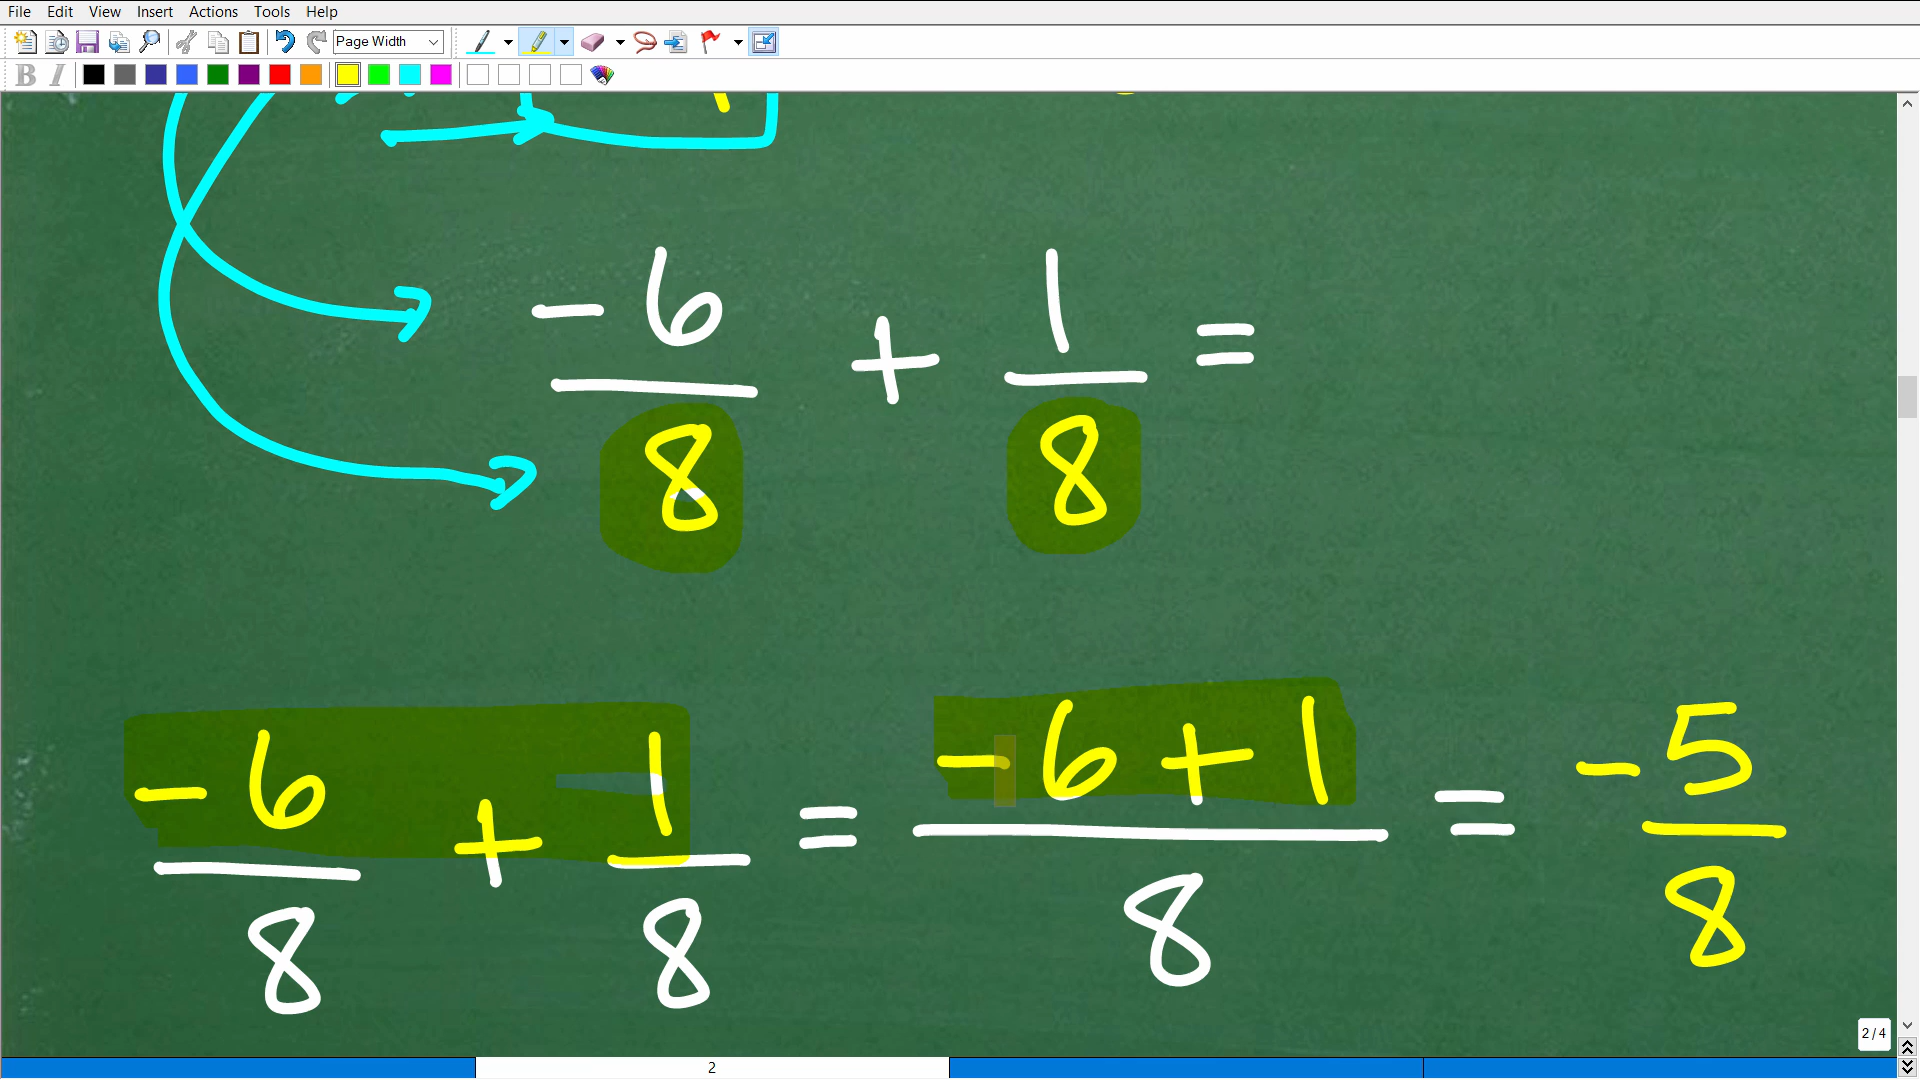 File Edit View Insert Actions Tools Help
Page Width
B I
-6/8 + 1/8 =
-6/8 + 1/8 = -6+1/8 = -5/8
2 / 4
2